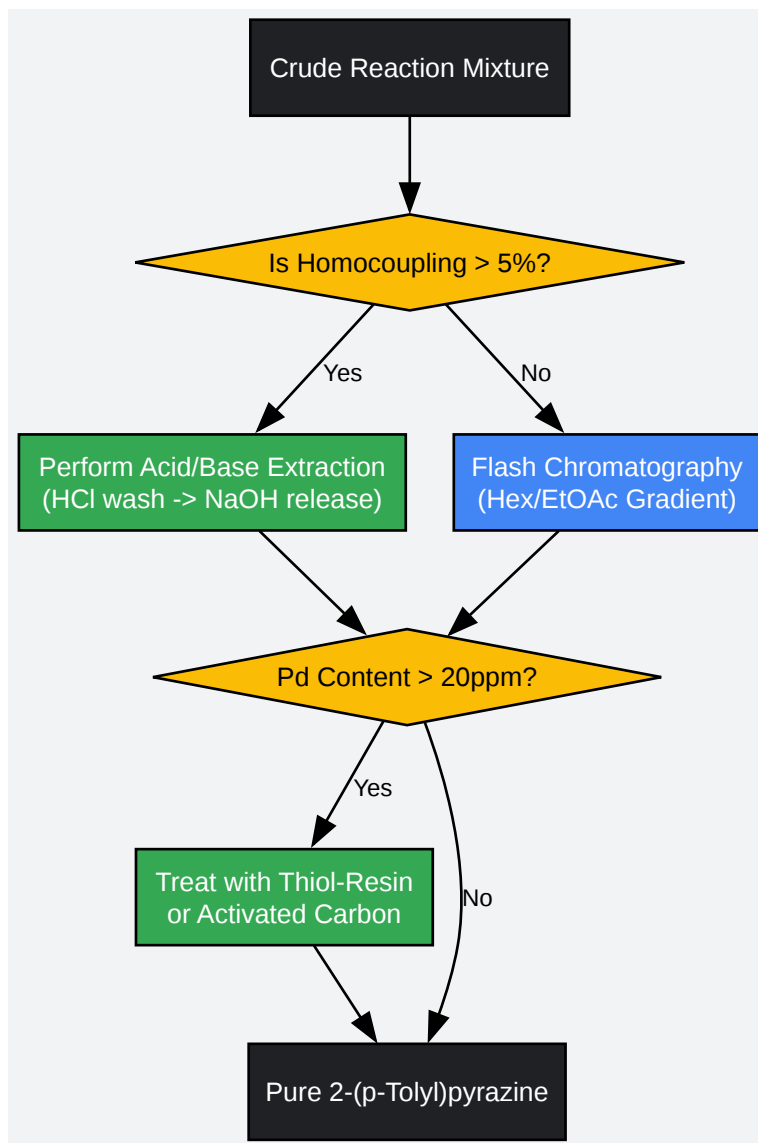 Crude Reaction Mixture
Is Homocoupling > 5%?
Yes
No
Perform Acid/Base Extraction
(HCl wash -> NaOH release)
Flash Chromatography
(Hex/EtOAc Gradient)
Pd Content > 20ppm?
Yes
Treat with Thiol-Resin
or Activated Carbon
No
Pure 2-(p-Tolyl)pyrazine